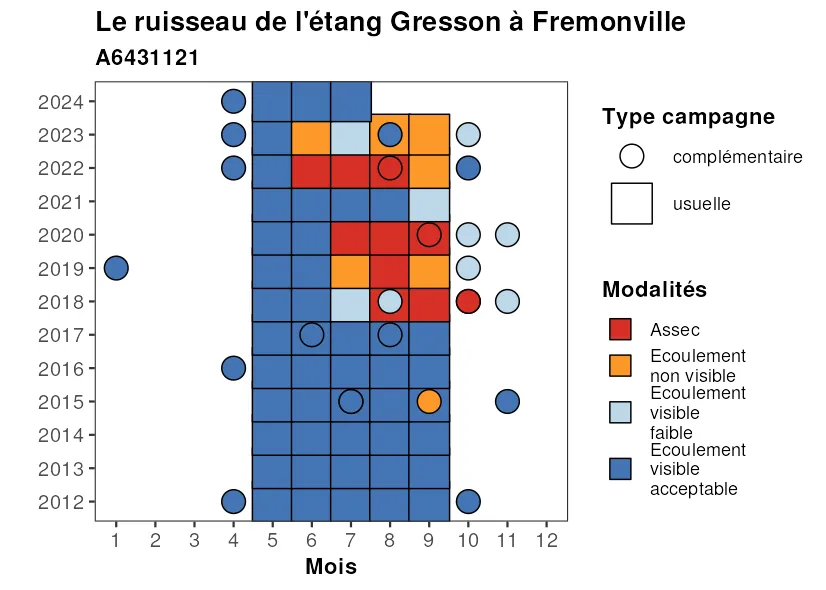 Le ruisseau de l'étang Gresson à Fremonville
A6431121
2024
2023
2022
2021
2020
2019
2018
2017
2016
2015
2014
2013
2012
1 2 3 4 5 6 7 8 9 10 11 12
Mois
Type campagne
complémentaire
usuelle
Modalités
Assec
Ecoulement
non visible
Ecoulement
visible
faible
Ecoulement
visible
acceptable